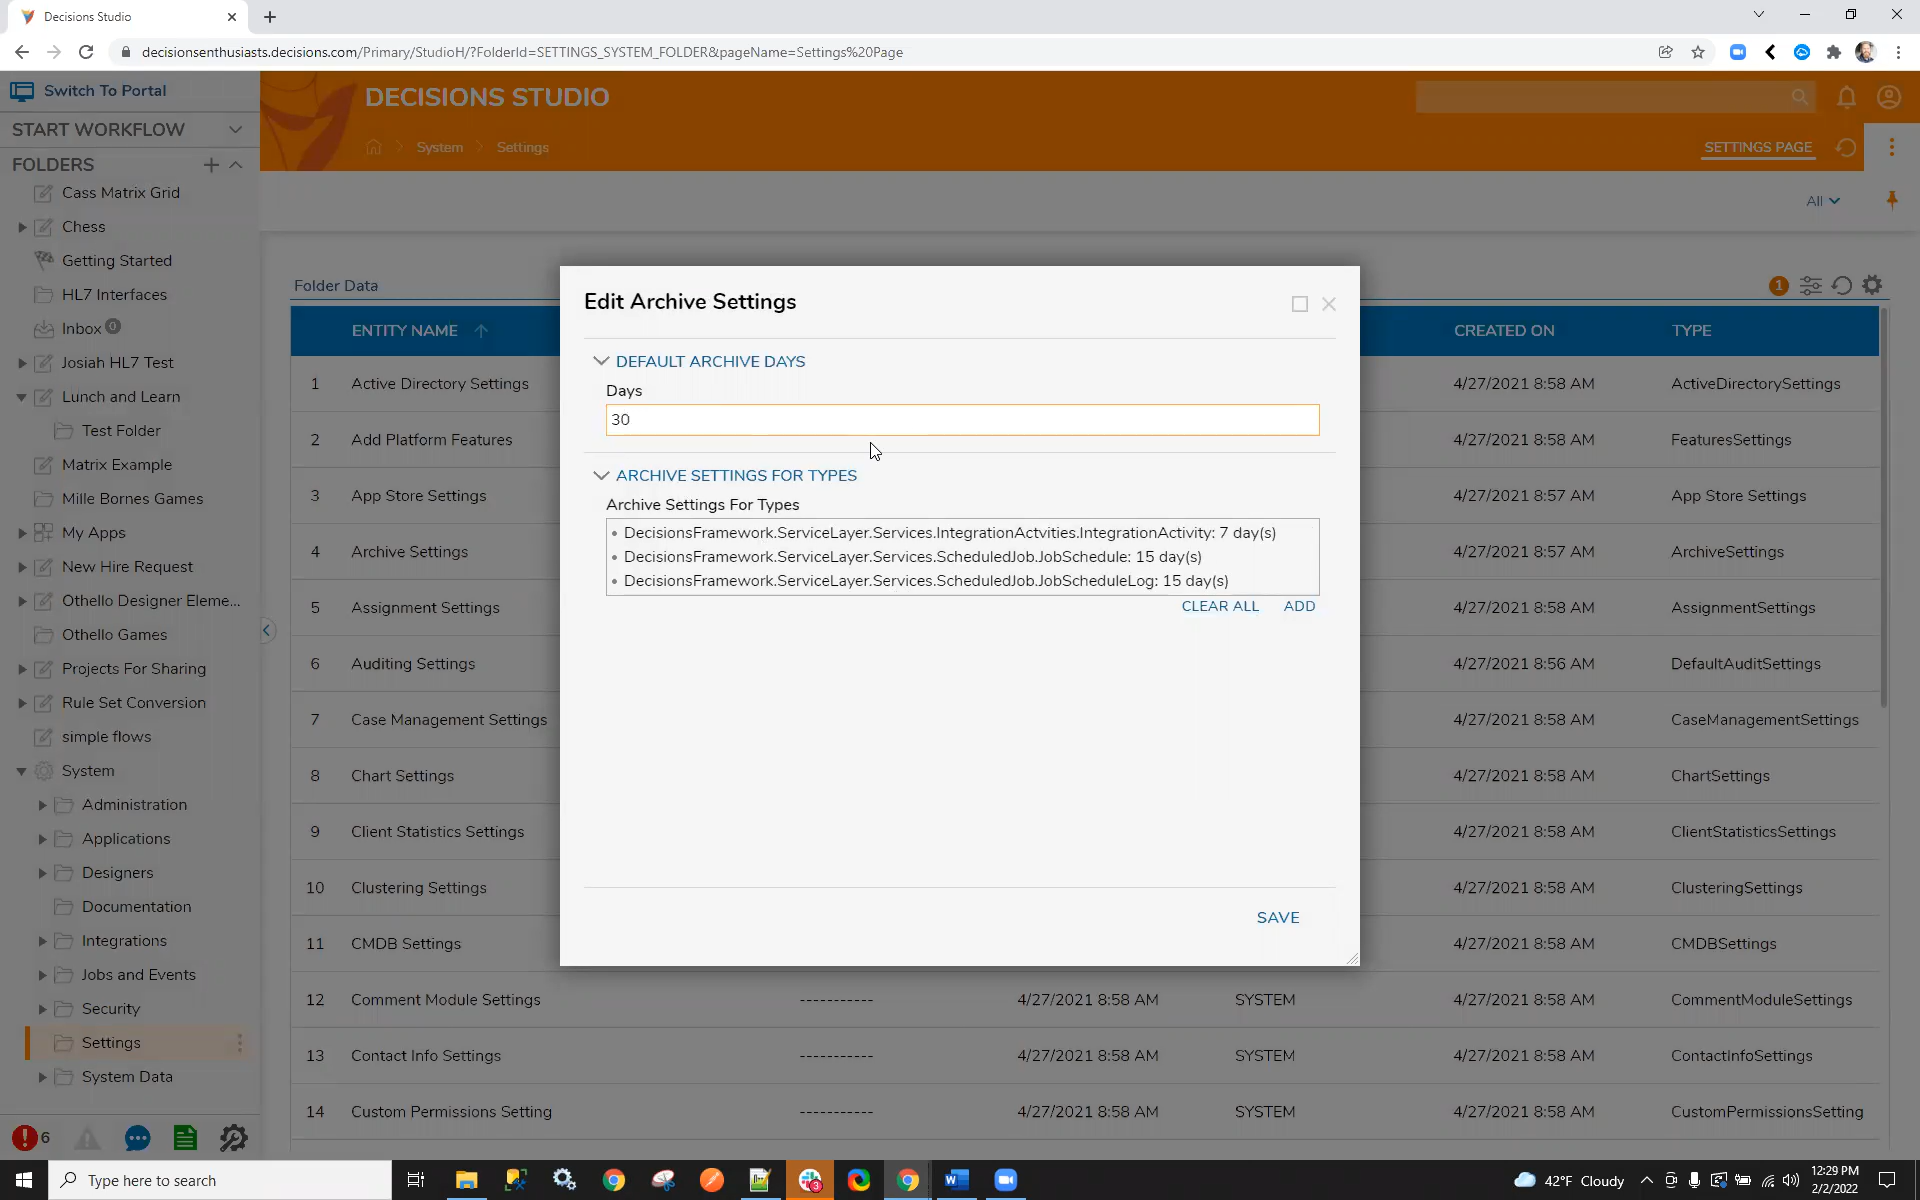 Decisions Studio
decisionsenthusiasts.decisions.com/Primary/StudioH/?FolderId=SETTINGS_SYSTEM_FOLDER&pageName=Settings%20Page
Switch To Portal
START WORKFLOW
FOLDERS
Cass Matrix Grid
Chess
Getting Started
HL7 Interfaces
Inbox 0
Josiah HL7 Test
Lunch and Learn
Test Folder
Matrix Example
Mille Bornes Games
My Apps
New Hire Request
Othello Designer Eleme...
Othello Games
Projects For Sharing
Rule Set Conversion
simple flows
System
Administration
Applications
Designers
Documentation
Integrations
Jobs and Events
Security
Settings
System Data
6
DECISIONS STUDIO
System
Settings
SETTINGS PAGE
All
Folder Data
1
ENTITY NAME
CREATED ON
TYPE
1 Active Directory Settings 4/27/2021 8:58 AM ActiveDirectorySettings
2 Add Platform Features 4/27/2021 8:58 AM FeaturesSettings
3 App Store Settings 4/27/2021 8:57 AM App Store Settings
4 Archive Settings 4/27/2021 8:57 AM ArchiveSettings
5 Assignment Settings 4/27/2021 8:58 AM AssignmentSettings
6 Auditing Settings 4/27/2021 8:56 AM DefaultAuditSettings
7 Case Management Settings 4/27/2021 8:58 AM CaseManagementSettings
8 Chart Settings 4/27/2021 8:58 AM ChartSettings
9 Client Statistics Settings 4/27/2021 8:58 AM ClientStatisticsSettings
10 Clustering Settings 4/27/2021 8:58 AM ClusteringSettings
11 CMDB Settings 4/27/2021 8:58 AM CMDBSettings
12 Comment Module Settings ----------- 4/27/2021 8:58 AM SYSTEM 4/27/2021 8:58 AM CommentModuleSettings
13 Contact Info Settings ----------- 4/27/2021 8:58 AM SYSTEM 4/27/2021 8:58 AM ContactInfoSettings
14 Custom Permissions Setting ----------- 4/27/2021 8:58 AM SYSTEM 4/27/2021 8:58 AM CustomPermissionsSetting
Edit Archive Settings
DEFAULT ARCHIVE DAYS
Days
30
ARCHIVE SETTINGS FOR TYPES
Archive Settings For Types
• DecisionsFramework.ServiceLayer.Services.IntegrationActvities.IntegrationActivity: 7 day(s)
• DecisionsFramework.ServiceLayer.Services.ScheduledJob.JobSchedule: 15 day(s)
• DecisionsFramework.ServiceLayer.Services.ScheduledJob.JobScheduleLog: 15 day(s)
CLEAR ALL ADD
SAVE
Type here to search
3
42°F Cloudy
12:29 PM
2/2/2022